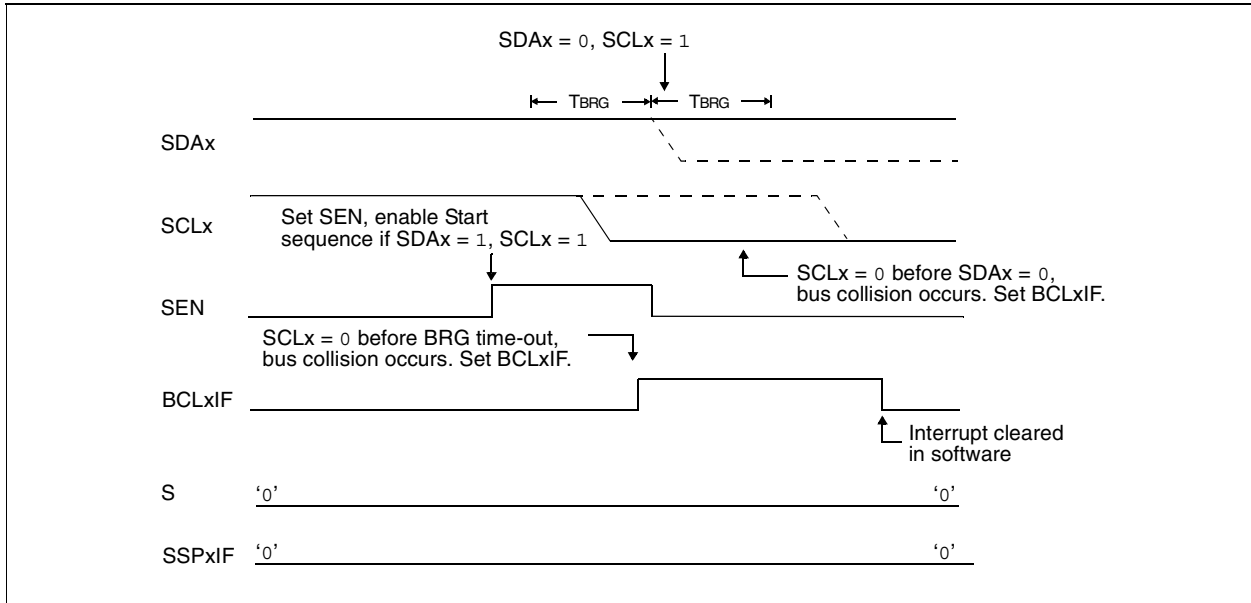 SDAx = 0, SCLx = 1
TBRG TBRG
SDAx
SCLx
Set SEN, enable Start
sequence if SDAx = 1, SCLx = 1
SCLx = 0 before SDAx = 0,
bus collision occurs. Set BCLxIF.
SEN
SCLx = 0 before BRG time-out,
bus collision occurs. Set BCLxIF.
BCLxIF
Interrupt cleared
in software
S ‘0’ ‘0’
SSPxIF ‘0’ ‘0’